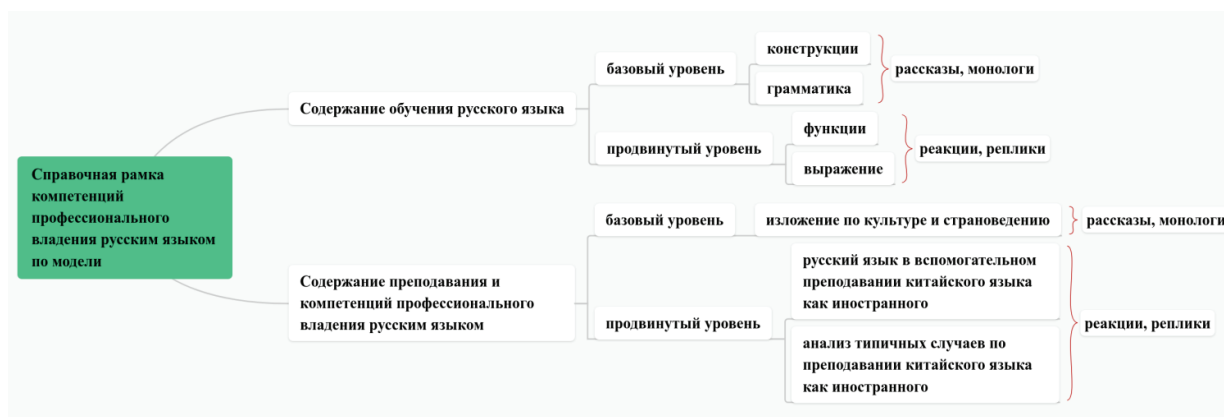 Справочная рамка
компетенций
профессионального
владения русским языком
по модели
Содержание обучения русского языка
базовый уровень
конструкции
грамматика
рассказы, монологи
продвинутый уровень
функции
выражение
реакции, реплики
Содержание преподавания и
компетенций профессионального
владения русским языком
базовый уровень
изложение по культуре и страноведению
рассказы, монологи
продвинутый уровень
русский язык в вспомогательном
преподавании китайского языка
как иностранного
анализ типичных случаев по
преподавании китайского языка
как иностранного
реакции, реплики